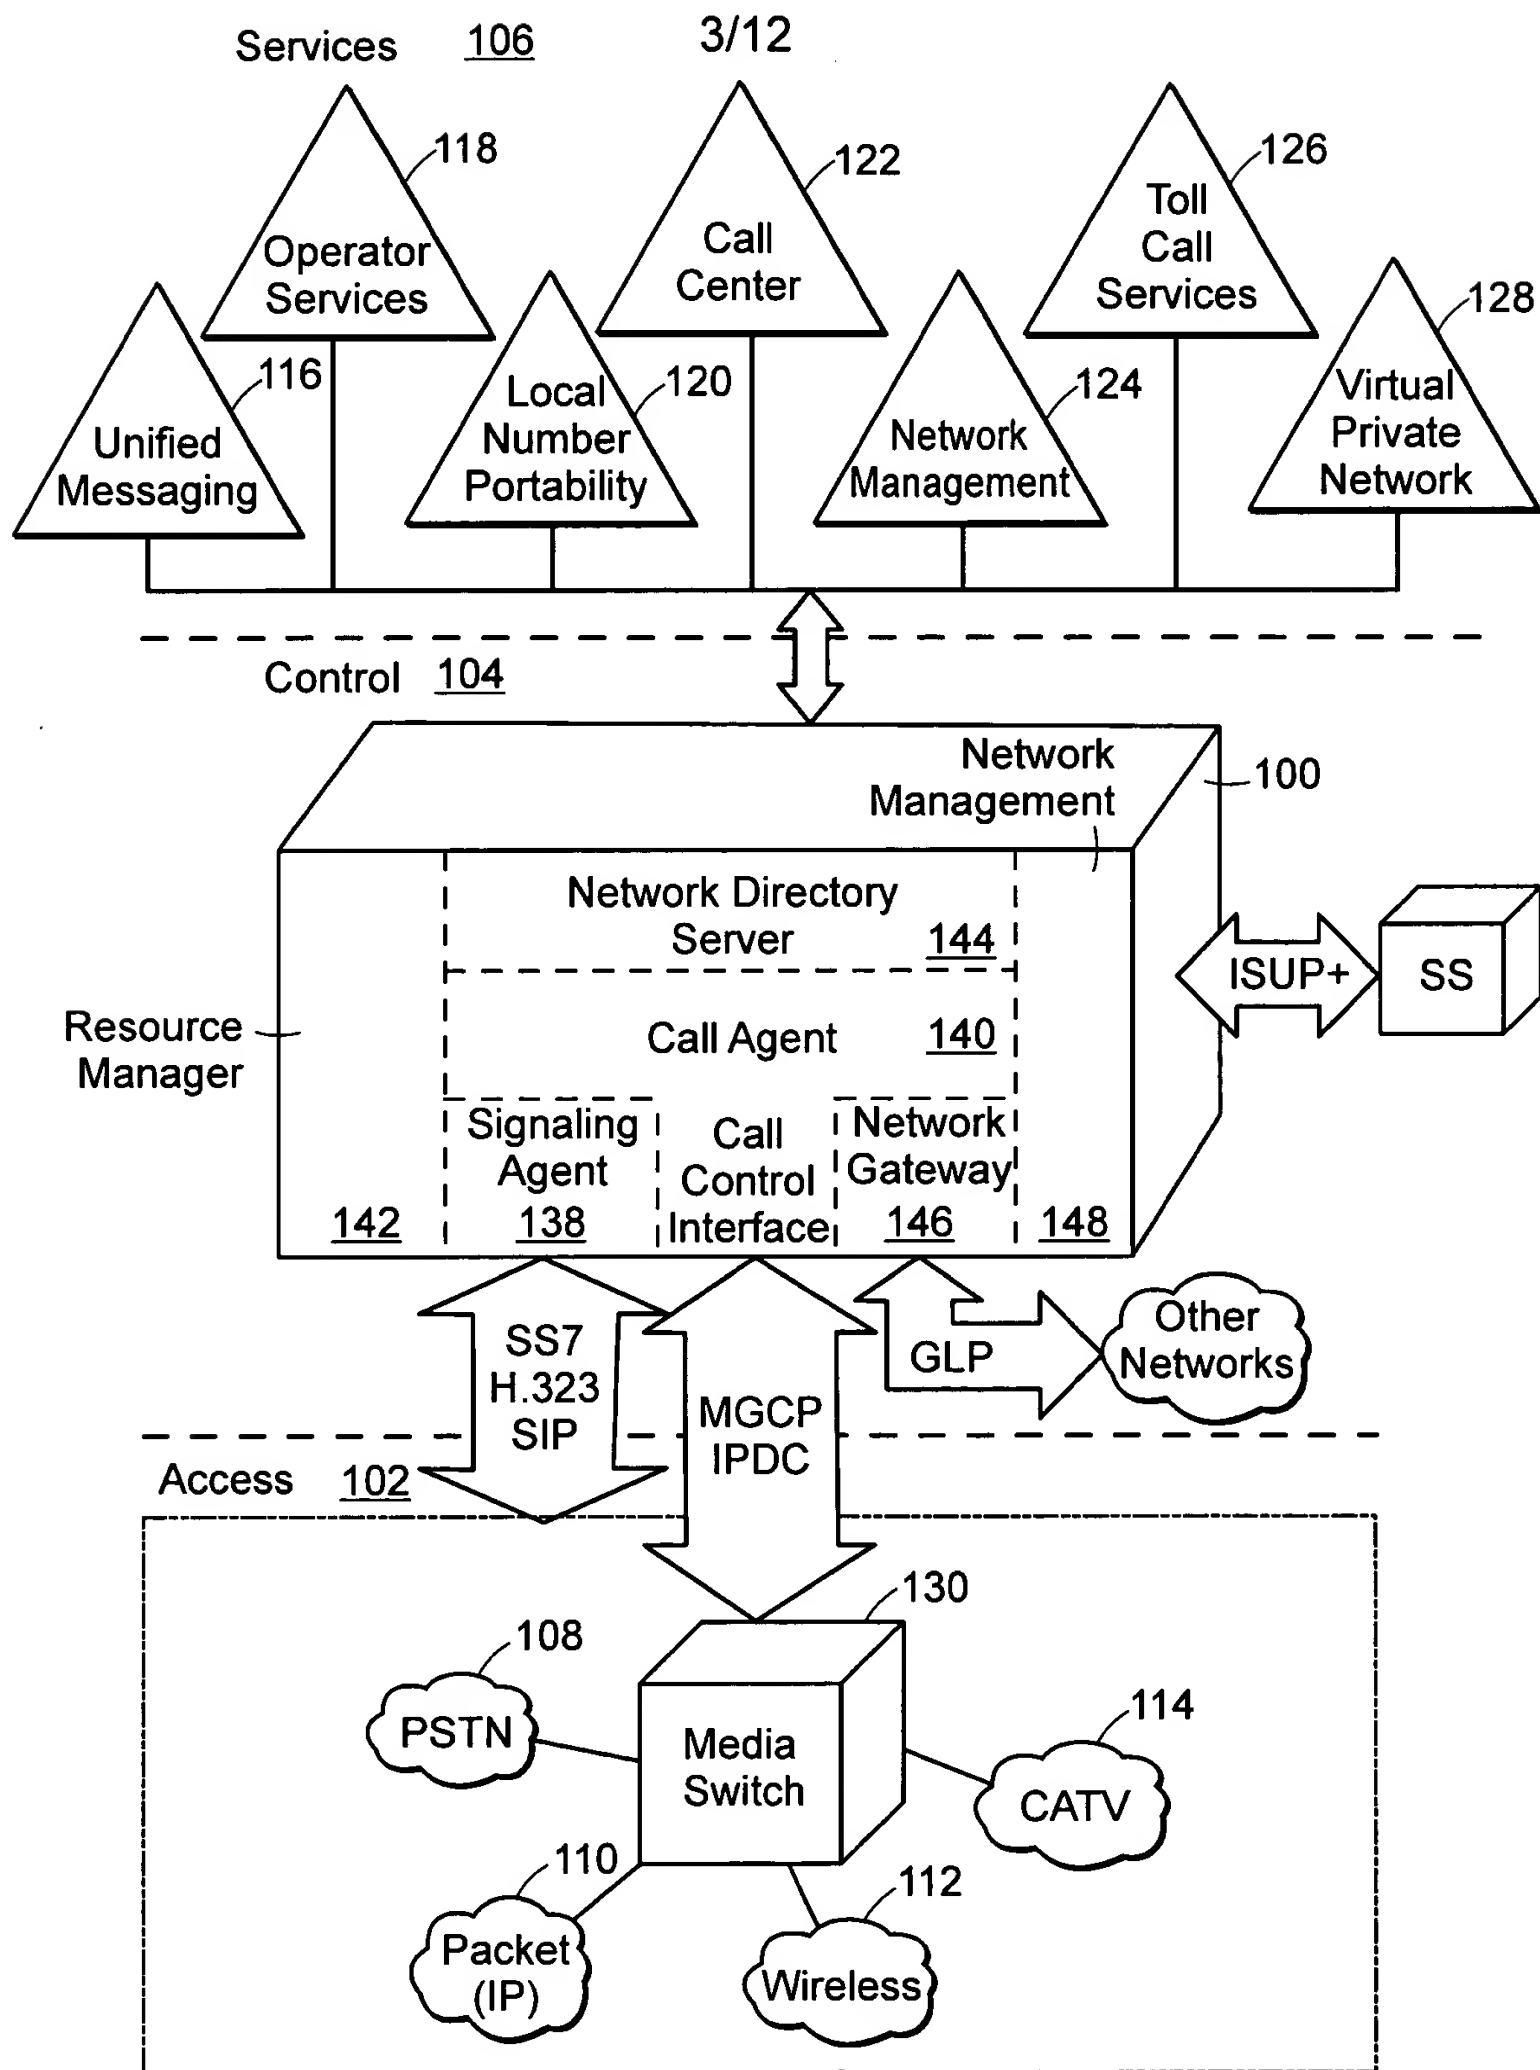 Services 106
3/12
118
122
126
Operator
Services
Call
Center
Toll
Call
Services
128
116
120
124
Unified
Messaging
Local
Number
Portability
Network
Management
Virtual
Private
Network
Control 104
Network
Management
100
Network Directory
Server 144
ISUP+
SS
Resource
Manager
Call Agent 140
Signaling
Agent
138
Call
Control
Interface
Network
Gateway
146
142
148
SS7
H.323
SIP
MGCP
IPDC
GLP
Other
Networks
Access 102
130
108
PSTN
Media
Switch
114
CATV
110
Packet
(IP)
112
Wireless